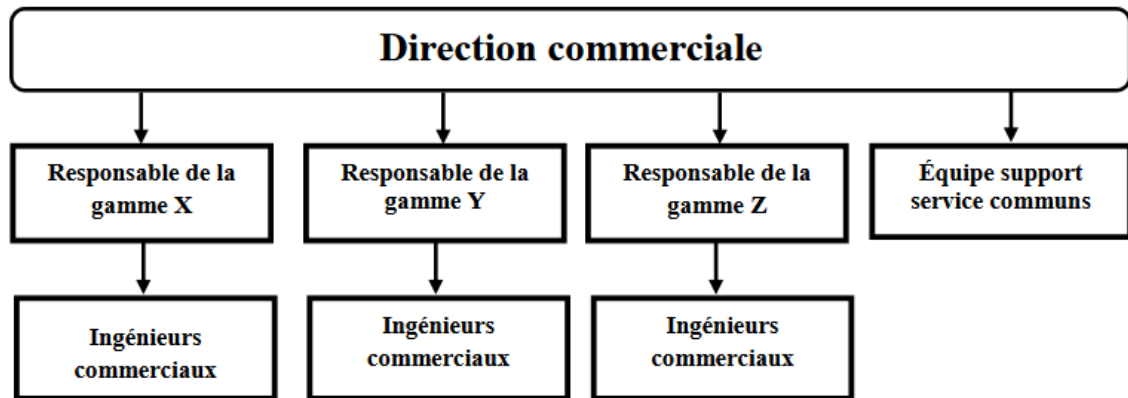 Direction commerciale
Responsable de la
gamme X
Responsable de la
gamme Y
Responsable de la
gamme Z
Équipe support
service communs
Ingénieurs
commerciaux
Ingénieurs
commerciaux
Ingénieurs
commerciaux